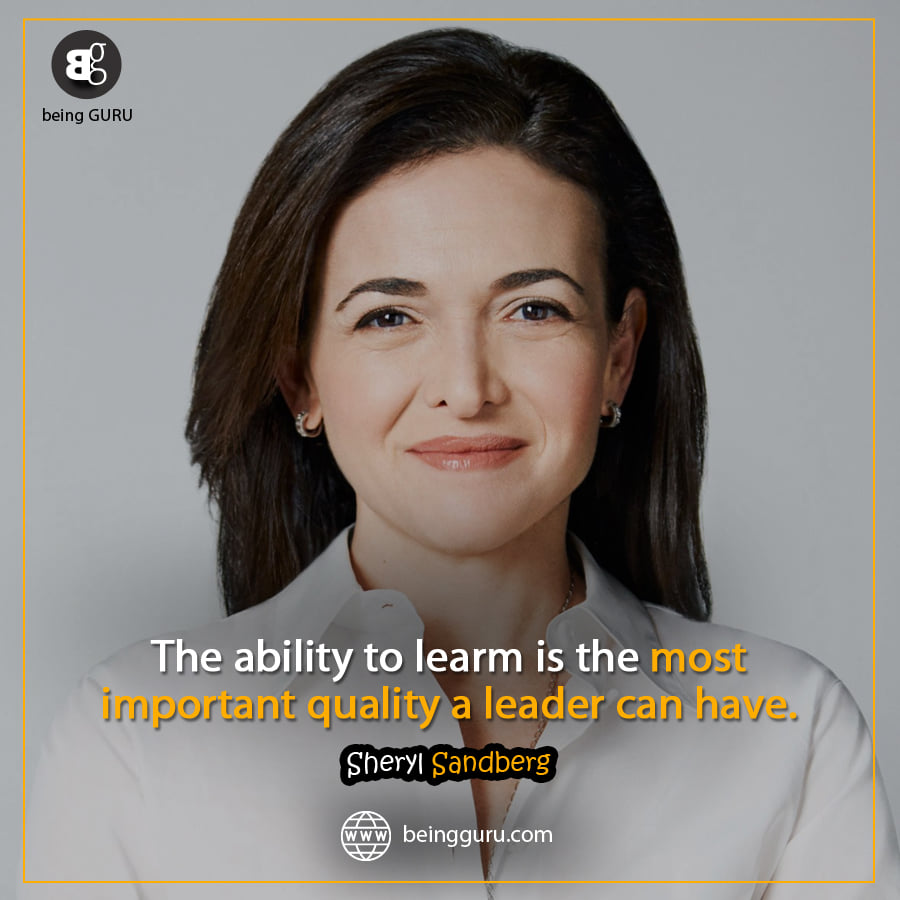 Bg
being GURU
The ability to learm is the most
important quality a leader can have.
Sheryl Sandberg
www beingguru.com